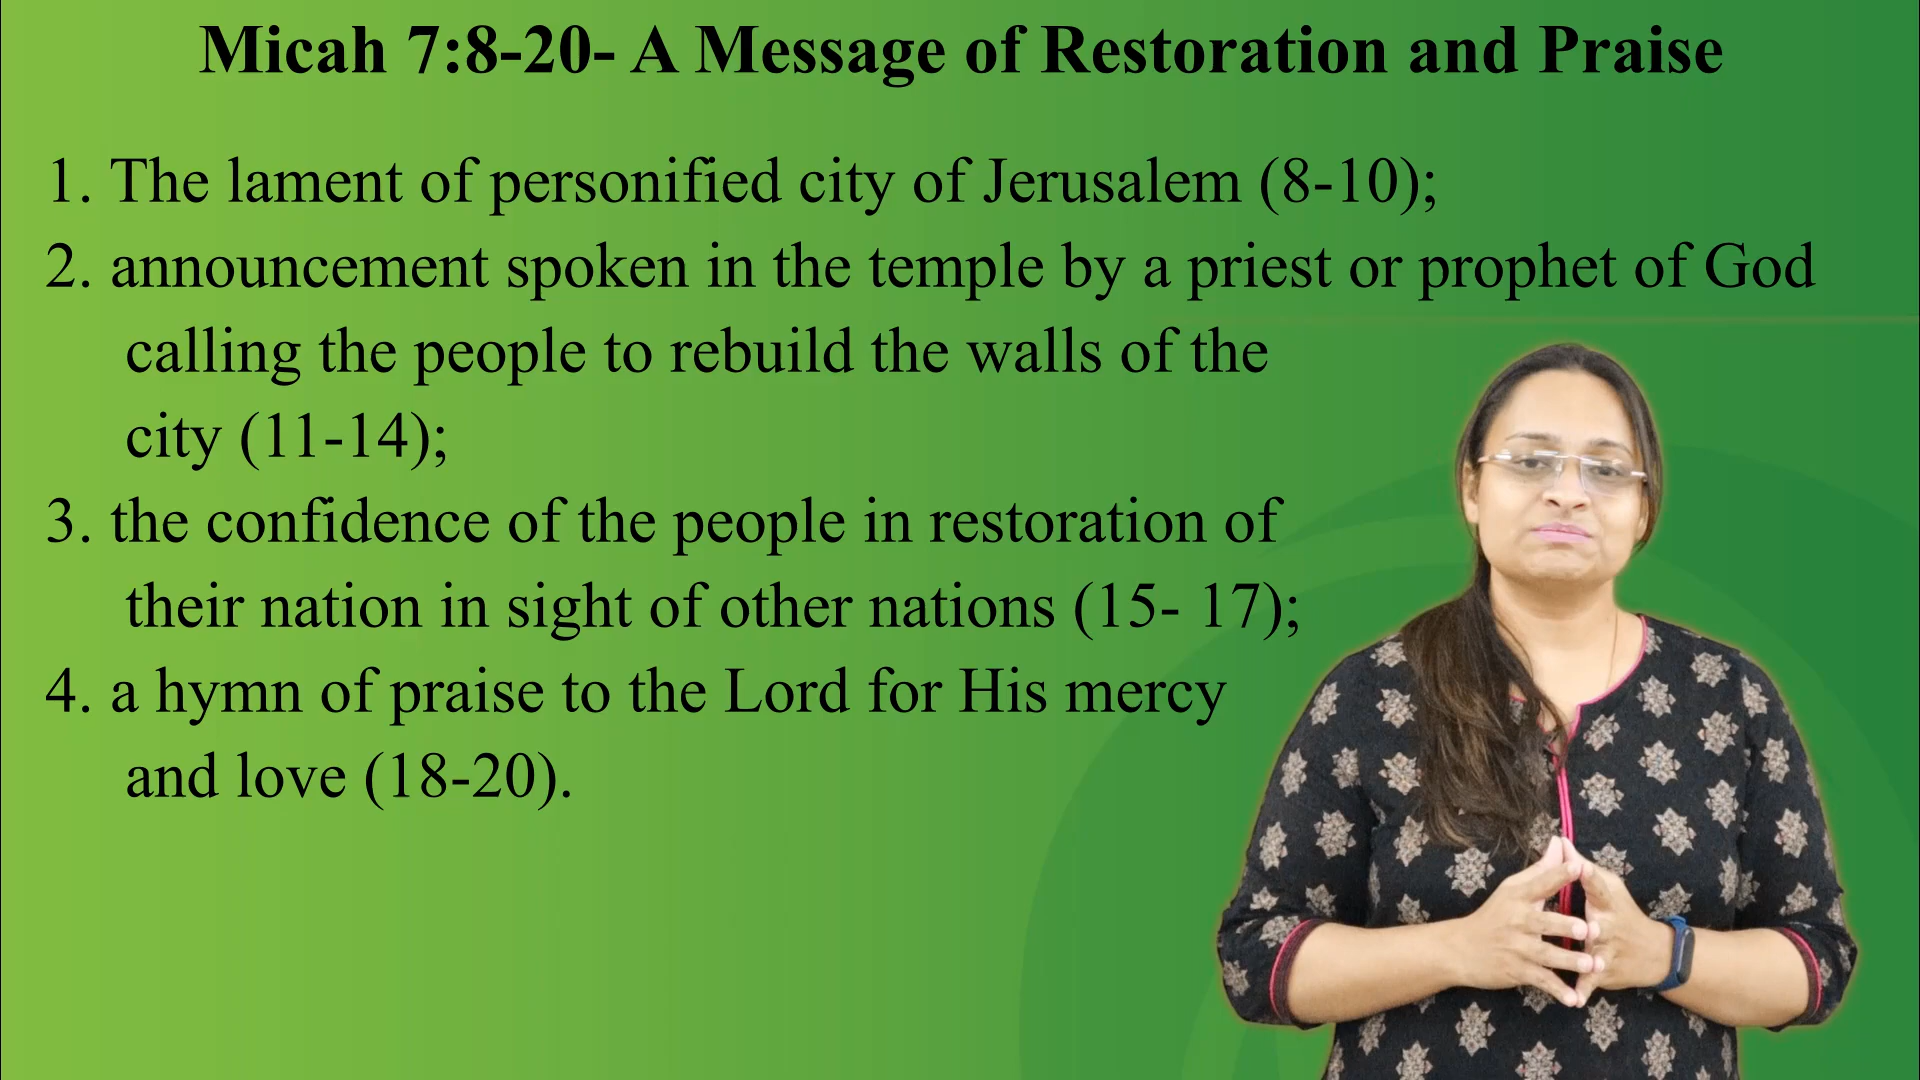 Micah 7:8-20- A Message of Restoration and Praise
1. The lament of personified city of Jerusalem (8-10);
2. announcement spoken in the temple by a priest or prophet of God
calling the people to rebuild the walls of the
city (11-14);
3. the confidence of the people in restoration of
their nation in sight of other nations (15- 17);
4. a hymn of praise to the Lord for His mercy
and love (18-20).